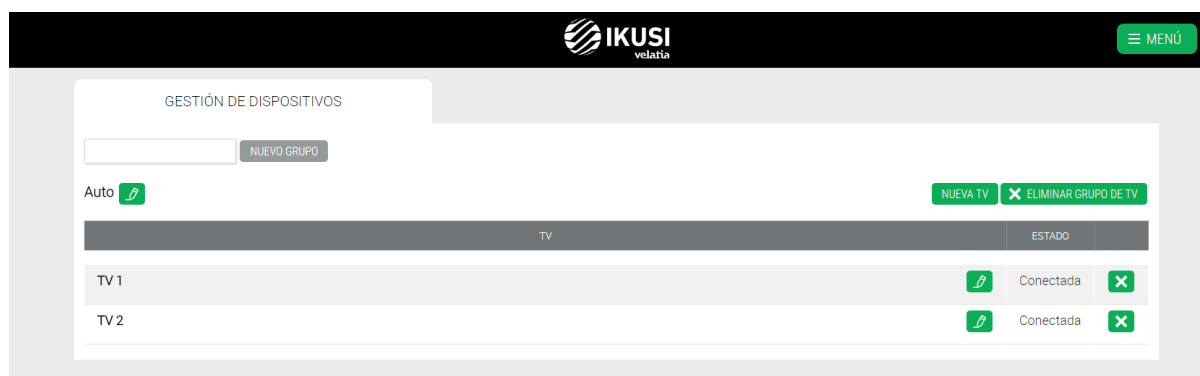 IKUSI
velatia
MENÚ
GESTIÓN DE DISPOSITIVOS
NUEVO GRUPO
Auto
NUEVA TV
ELIMINAR GRUPO DE TV
TV ESTADO
TV 1 Conectada
TV 2 Conectada